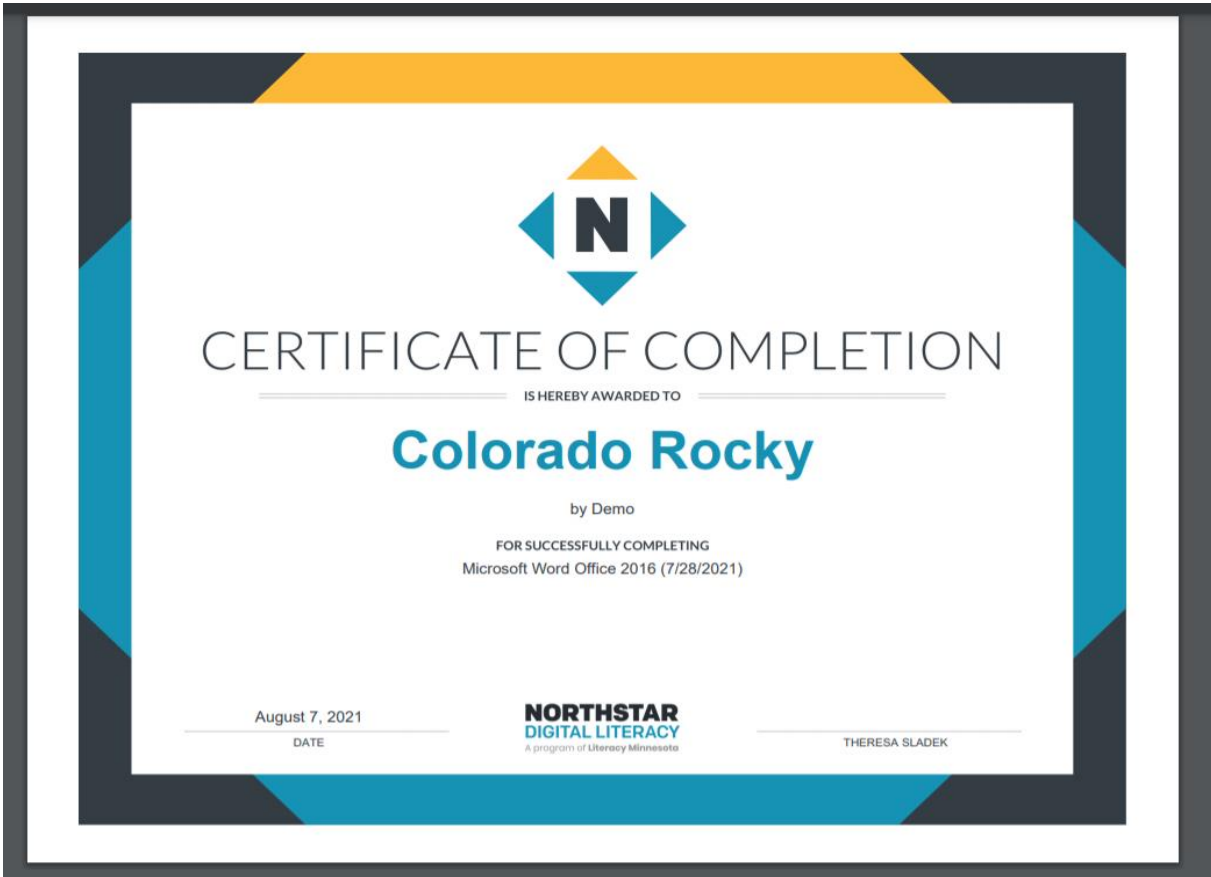 N
CERTIFICATE OF COMPLETION
IS HEREBY AWARDED TO
Colorado Rocky
by Demo
FOR SUCCESSFULLY COMPLETING
Microsoft Word Office 2016 (7/28/2021)
August 7, 2021
DATE
NORTHSTAR
DIGITAL LITERACY
A program of Literacy Minnesota
THERESA SLADEK